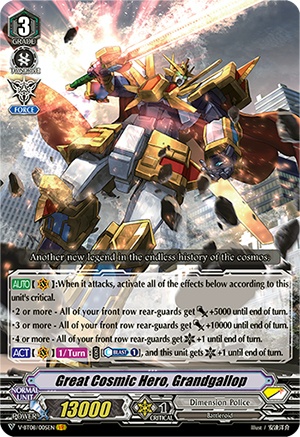 3
GRADE
FORCE
Another new legend in the endless history of the cosmos.
AUTO :When it attacks, activate all of the effects below according to this
unit's critical.
·2 or more - All of your front row rear-guards get +5000 until end of turn.
·3 or more - All of your front row rear-guards get +10000 until end of turn.
·4 or more - All of your front row rear-guards get +1 until end of turn.
ACT 1/Turn BLAST 1, and this unit gets +1 until end of turn.
NORMAL
UNIT
Great Cosmic Hero, Grandgallop
POWER
13000
1
CRITICAL
Dimension Police
Battleroid
V-BT08/005EN